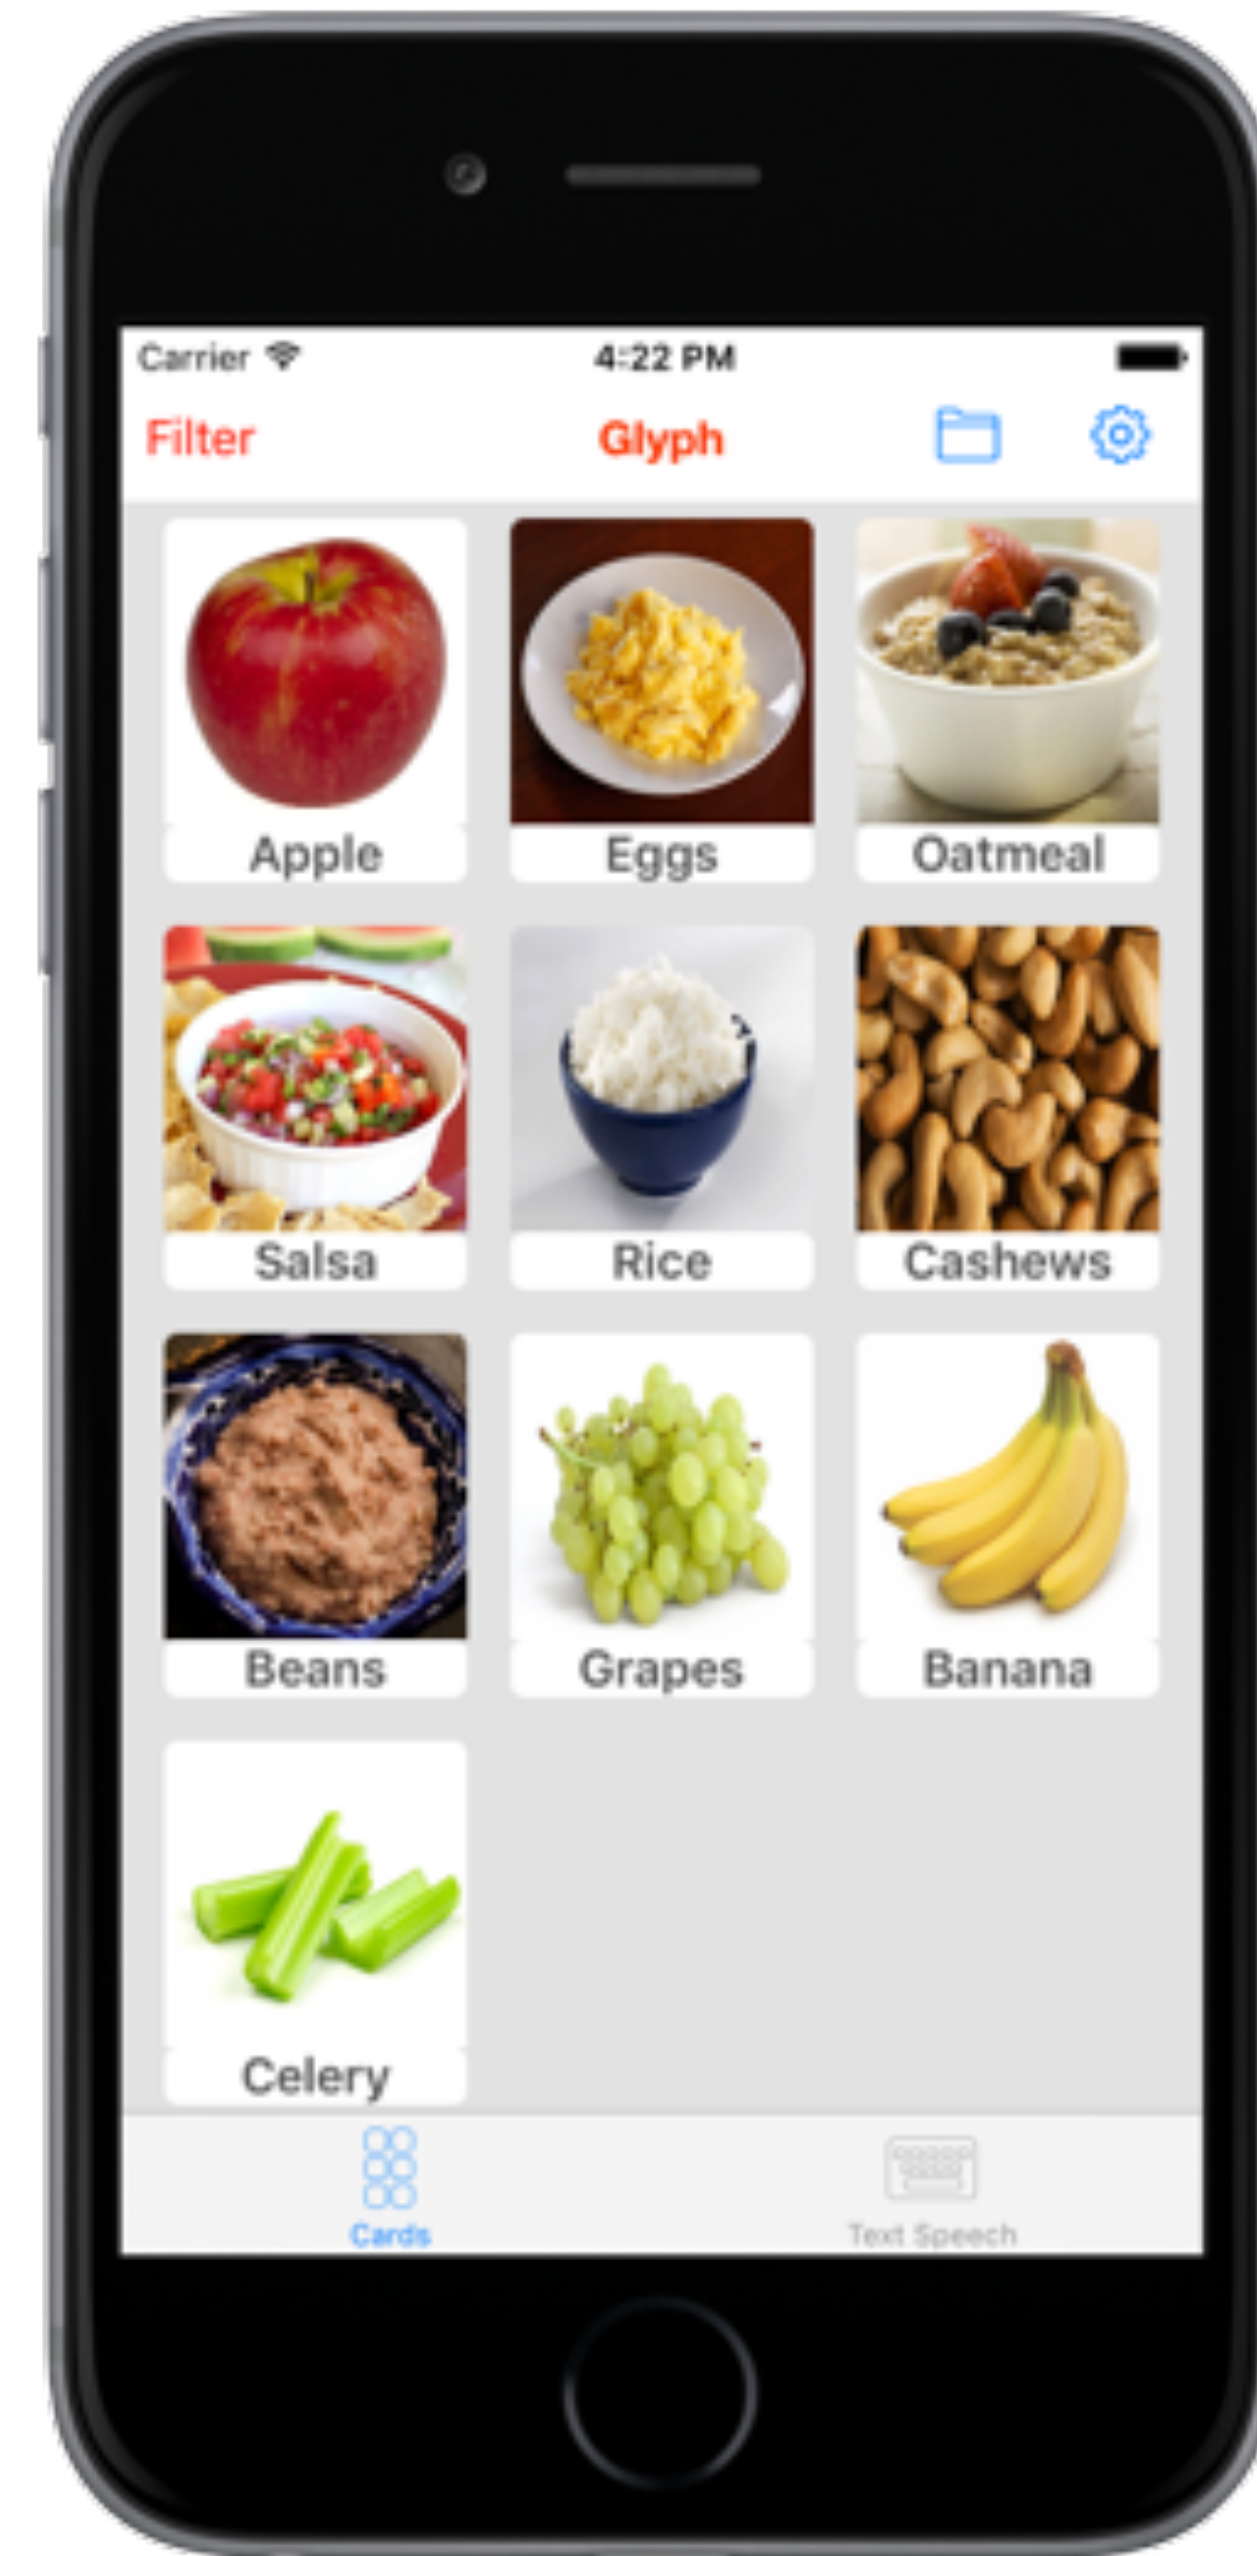 Carrier 4:22 PM
Filter Glyph
Apple Eggs Oatmeal
Salsa Rice Cashews
Beans Grapes Banana
Celery
Cards Text Speech